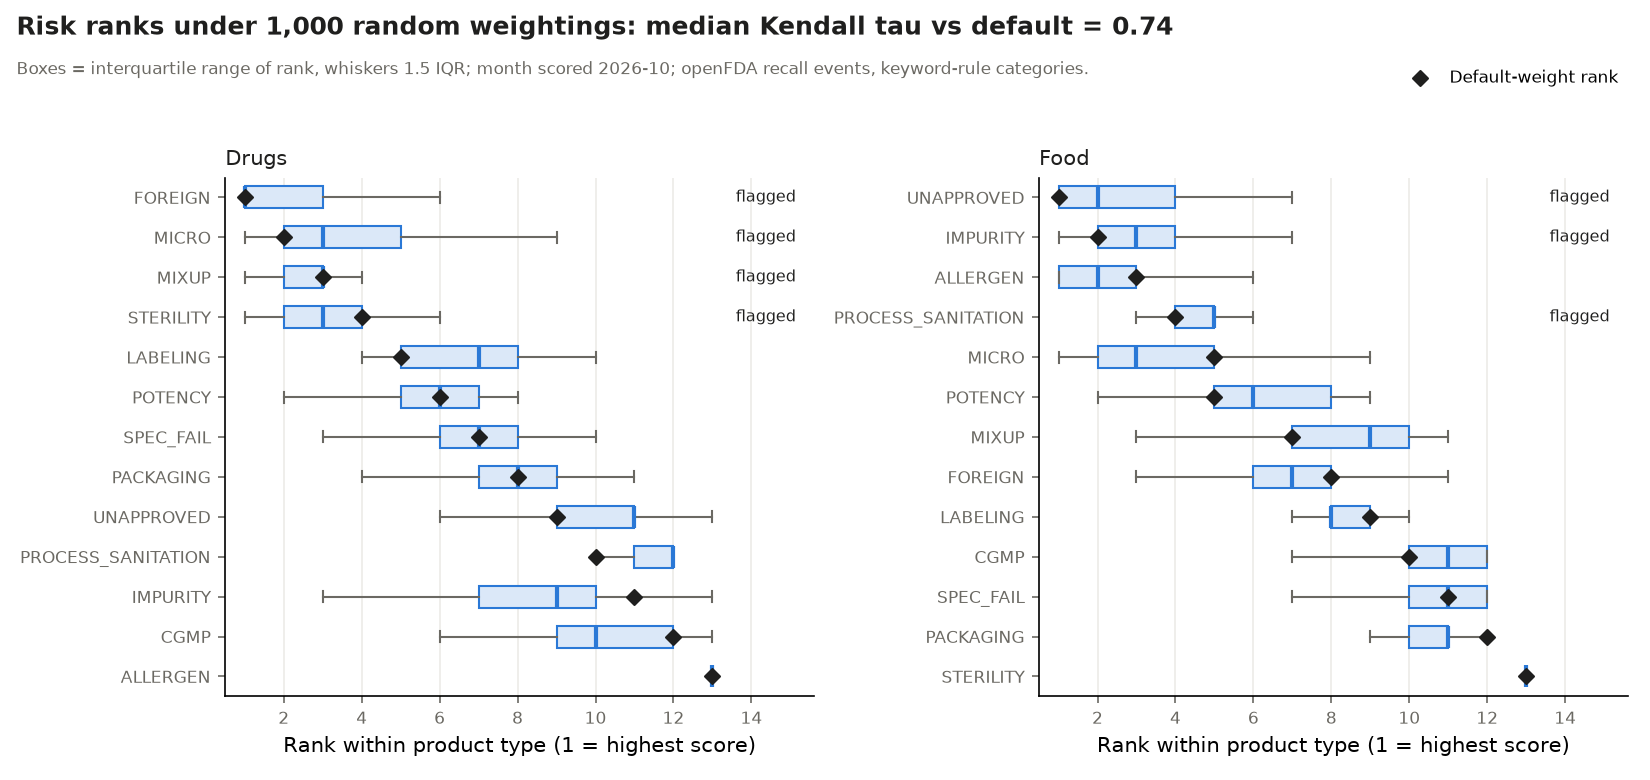 Risk ranks under 1,000 random weightings: median Kendall tau vs default = 0.74
Boxes = interquartile range of rank, whiskers 1.5 IQR; month scored 2026-10; openFDA recall events, keyword-rule categories.
Default-weight rank
Drugs
FOREIGN flagged
MICRO flagged
MIXUP flagged
STERILITY flagged
LABELING
POTENCY
SPEC_FAIL
PACKAGING
UNAPPROVED
PROCESS_SANITATION
IMPURITY
CGMP
ALLERGEN
2 4 6 8 10 12 14
Rank within product type (1 = highest score)
Food
UNAPPROVED flagged
IMPURITY flagged
ALLERGEN
PROCESS_SANITATION flagged
MICRO
POTENCY
MIXUP
FOREIGN
LABELING
CGMP
SPEC_FAIL
PACKAGING
STERILITY
2 4 6 8 10 12 14
Rank within product type (1 = highest score)